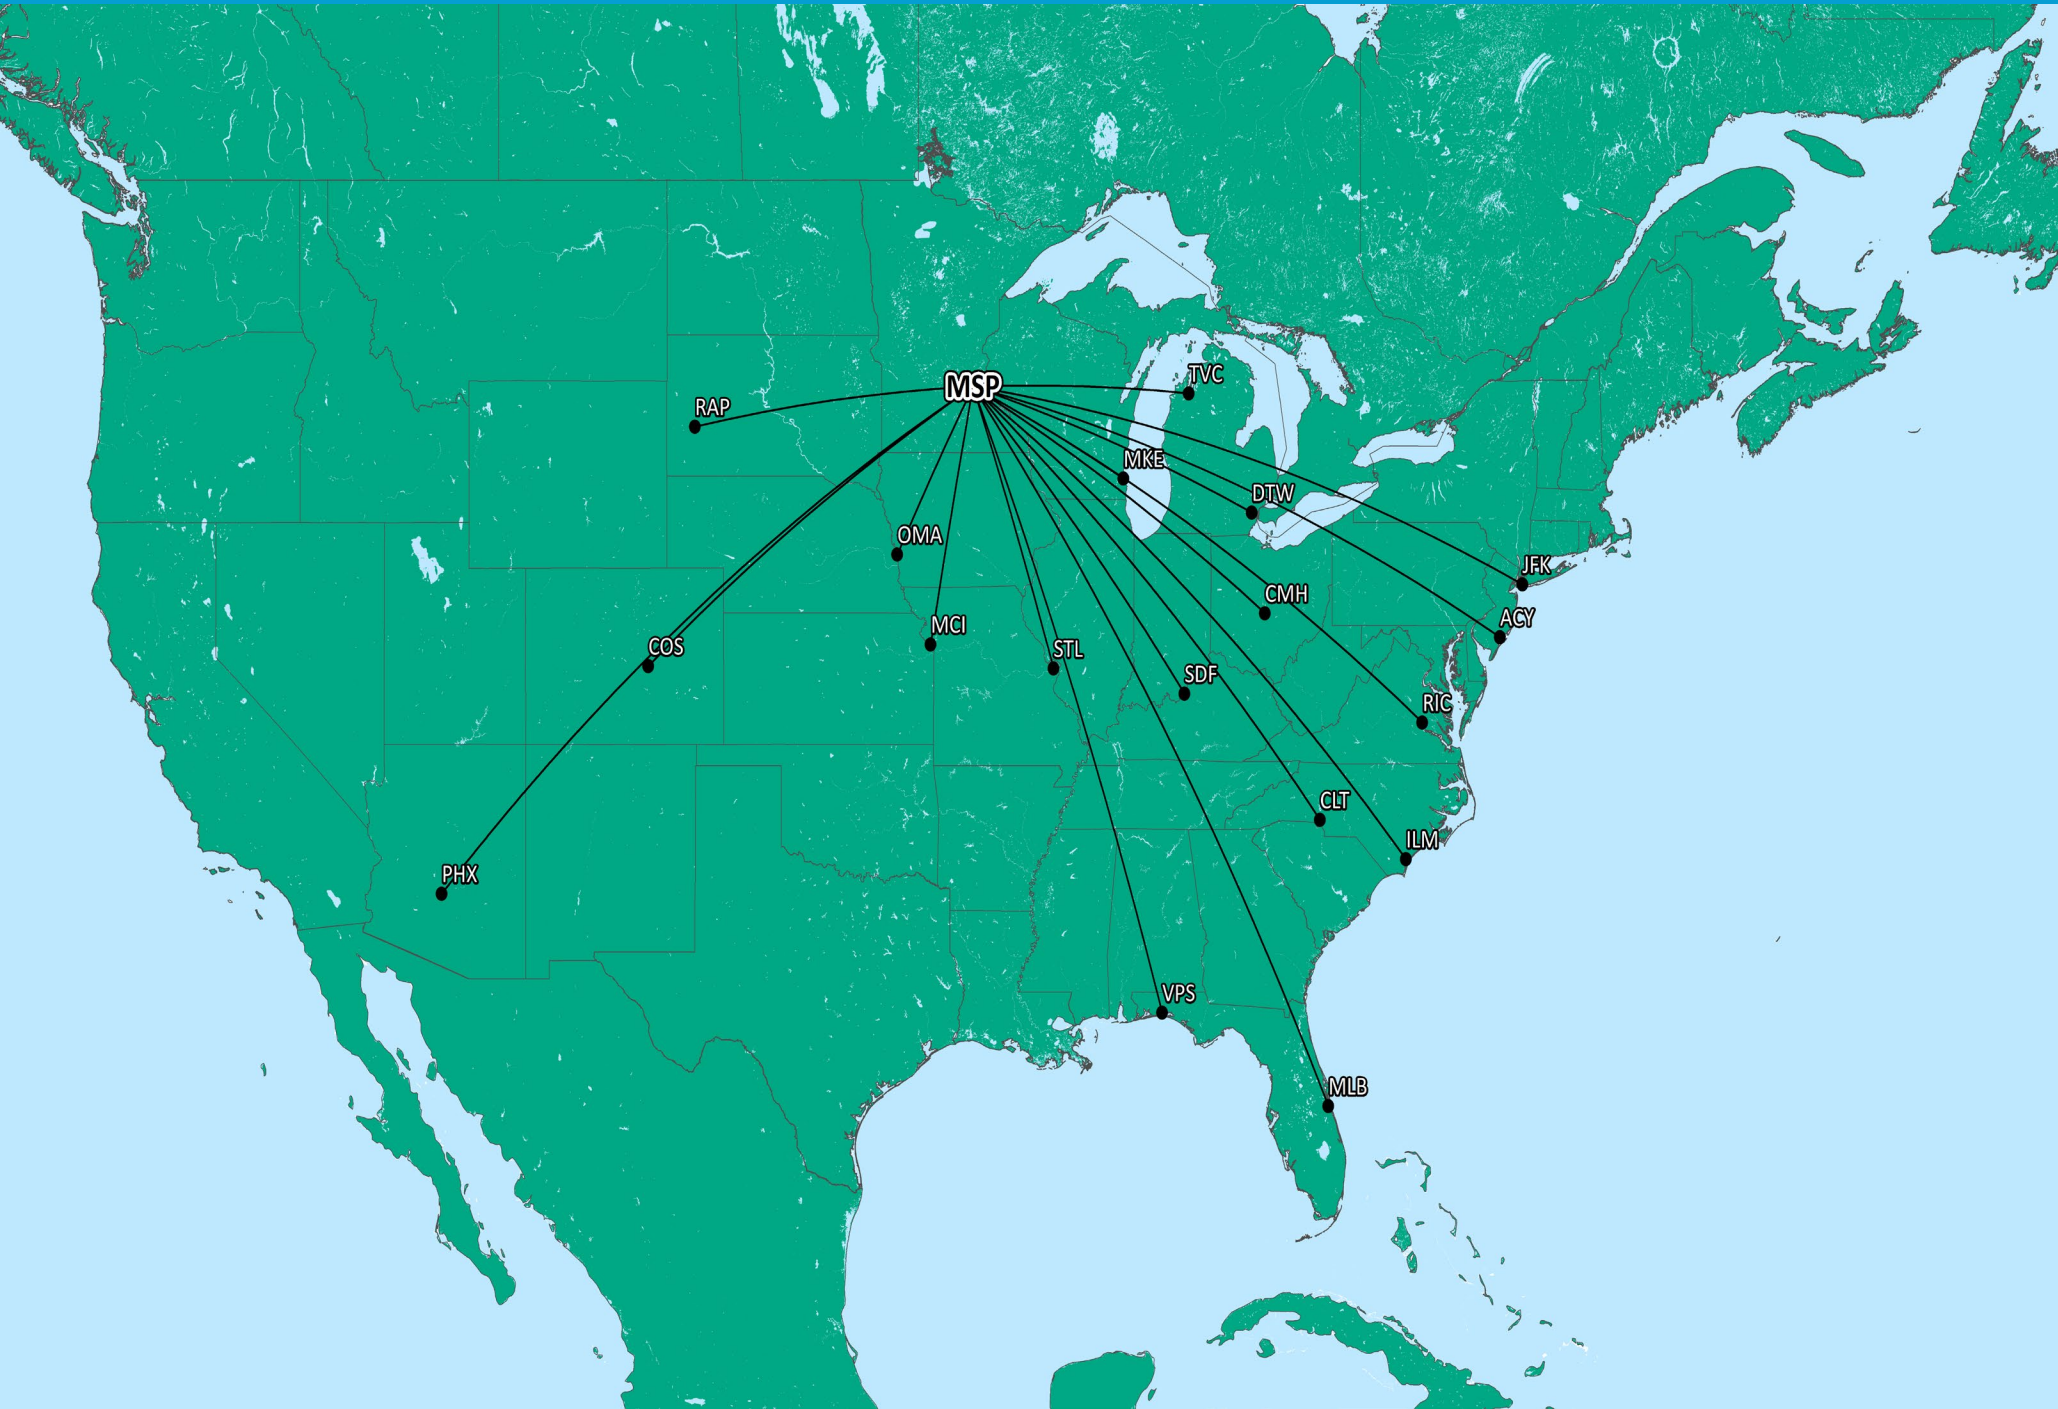 TVC
MSP
RAP
MKE
DTW
OMA
JFK
CMH
ACY
MCI
COS
STL
SDF
RIC
CLT
ILM
PHX
VPS
MLB